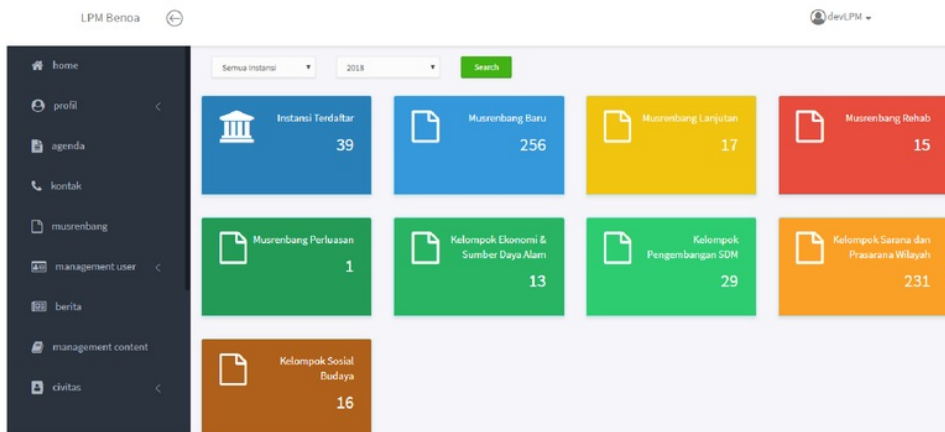 LPM Benoa
devLPM
home
profil
agenda
kontak
musrenbang
management user
berita
management content
civitas
Semua Instansi
2018
Search
Instansi Terdaftar
39
Musrenbang Baru
256
Musrenbang Lanjutan
17
Musrenbang Rehab
15
Musrenbang Perluasan
1
Kelompok Ekonomi &
Sumber Daya Alam
13
Kelompok
Pengembangan SDM
29
Kelompok Sarana dan
Prasarana Wilayah
231
Kelompok Sosial
Budaya
16